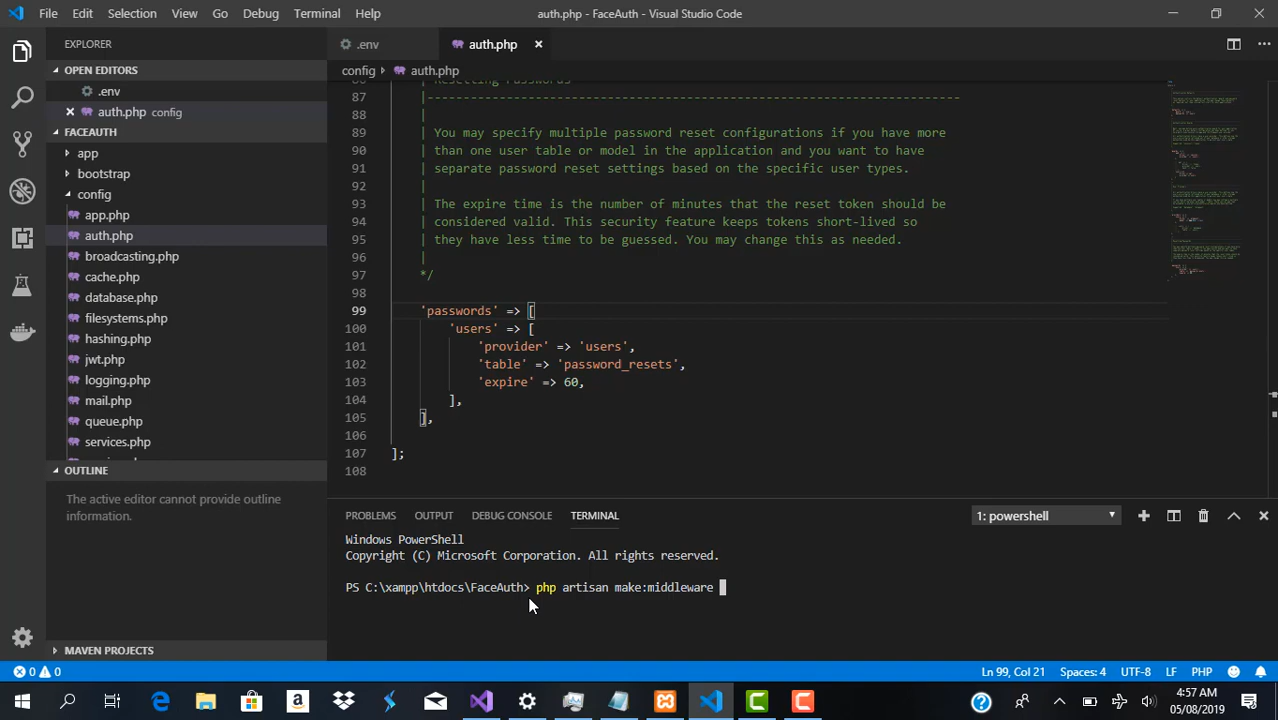 File Edit Selection View Go Debug Terminal Help
auth.php - FaceAuth - Visual Studio Code
EXPLORER
OPEN EDITORS
.env
auth.php config
FACEAUTH
app
bootstrap
config
app.php
auth.php
broadcasting.php
cache.php
database.php
filesystems.php
hashing.php
jwt.php
logging.php
mail.php
queue.php
services.php
OUTLINE
The active editor cannot provide outline
information.
MAVEN PROJECTS
.env
auth.php
config auth.php
| Resetting Passwords
87 |--------------------------------------------------------------------------
88 |
89 | You may specify multiple password reset configurations if you have more
90 | than one user table or model in the application and you want to have
91 | separate password reset settings based on the specific user types.
92 |
93 | The expire time is the number of minutes that the reset token should be
94 | considered valid. This security feature keeps tokens short-lived so
95 | they have less time to be guessed. You may change this as needed.
96 |
97 */
98
99 'passwords' => [
100 'users' => [
101 'provider' => 'users',
102 'table' => 'password_resets',
103 'expire' => 60,
104 ],
105 ],
106
107 ];
108
PROBLEMS OUTPUT DEBUG CONSOLE TERMINAL
1: powershell
Windows PowerShell
Copyright (C) Microsoft Corporation. All rights reserved.
PS C:\xampp\htdocs\FaceAuth> php artisan make:middleware
0 0
Ln 99, Col 21 Spaces: 4 UTF-8 LF PHP
4:57 AM
05/08/2019